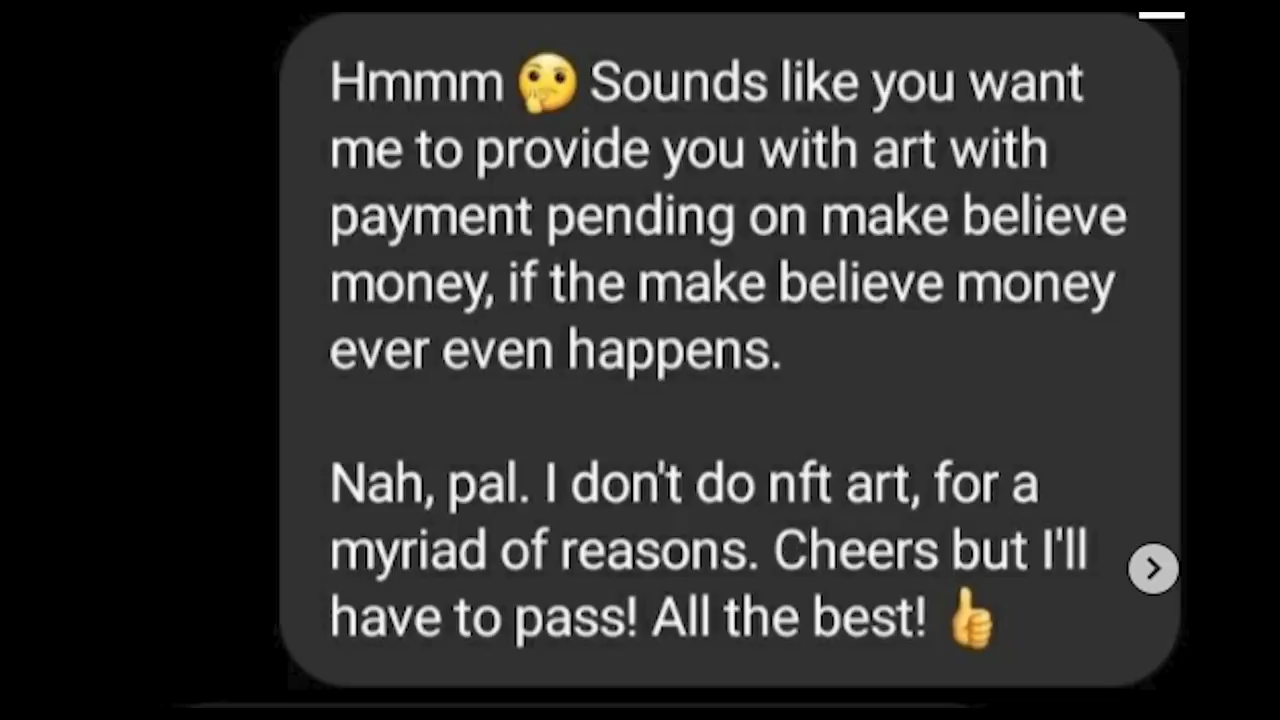 Hmmm 🤔 Sounds like you want
me to provide you with art with
payment pending on make believe
money, if the make believe money
ever even happens.
Nah, pal. I don't do nft art, for a
myriad of reasons. Cheers but I'll
have to pass! All the best! 👍